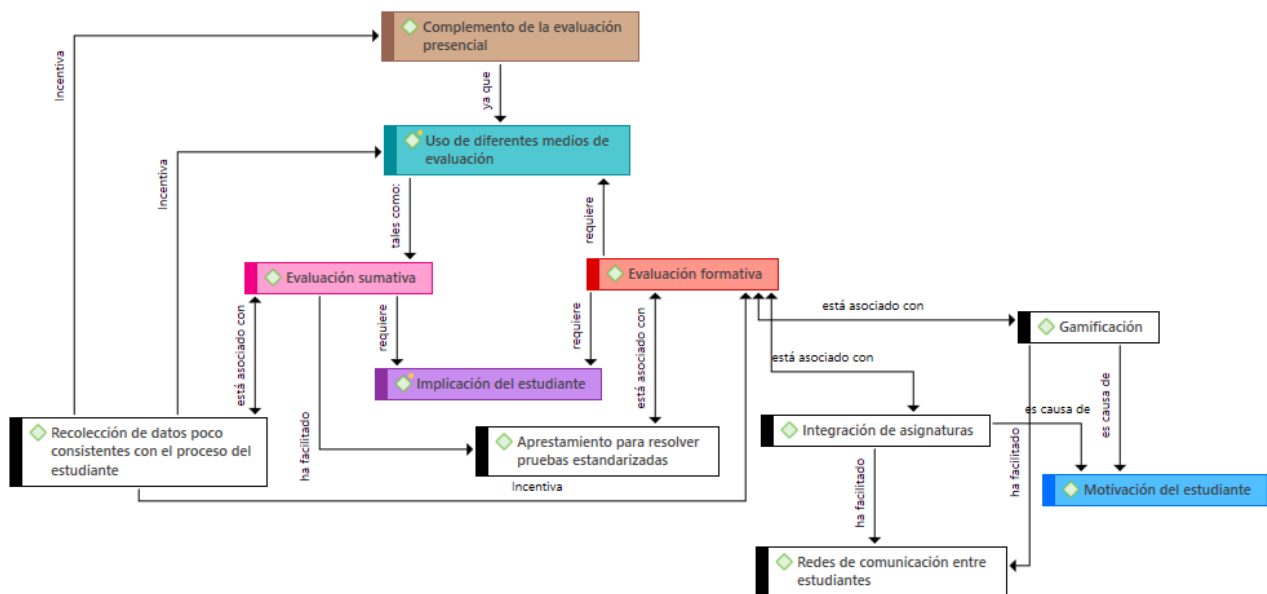 Complemento de la evaluación
presencial
Incentiva
ya que
Uso de diferentes medios de
evaluación
Incentiva
tales como:
requiere
Evaluación sumativa
Evaluación formativa
está asociado con
Gamificación
está asociado con
requiere
requiere
está asociado con
está asociado con
Implicación del estudiante
es causa de
es causa de
Recolección de datos poco
consistentes con el proceso del
estudiante
ha facilitado
Aprestamiento para resolver
pruebas estandarizadas
Integración de asignaturas
ha facilitado
Incentiva
Motivación del estudiante
ha facilitado
Redes de comunicación entre
estudiantes